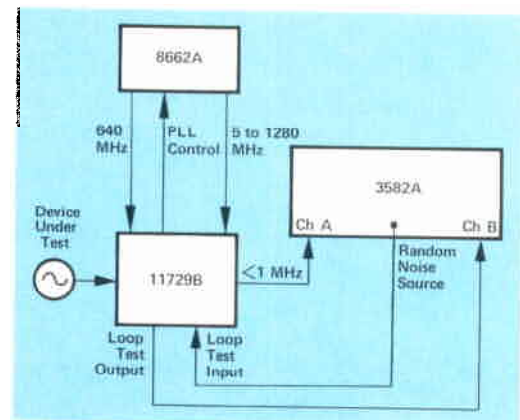 8662A
640
MHz
PLL
Control
5 to 1280
MHz
3582A
Ch A
Ch B
Device
Under
Test
11729B
<1 MHz
Random
Noise
Source
Loop
Test
Output
Loop
Test
Input